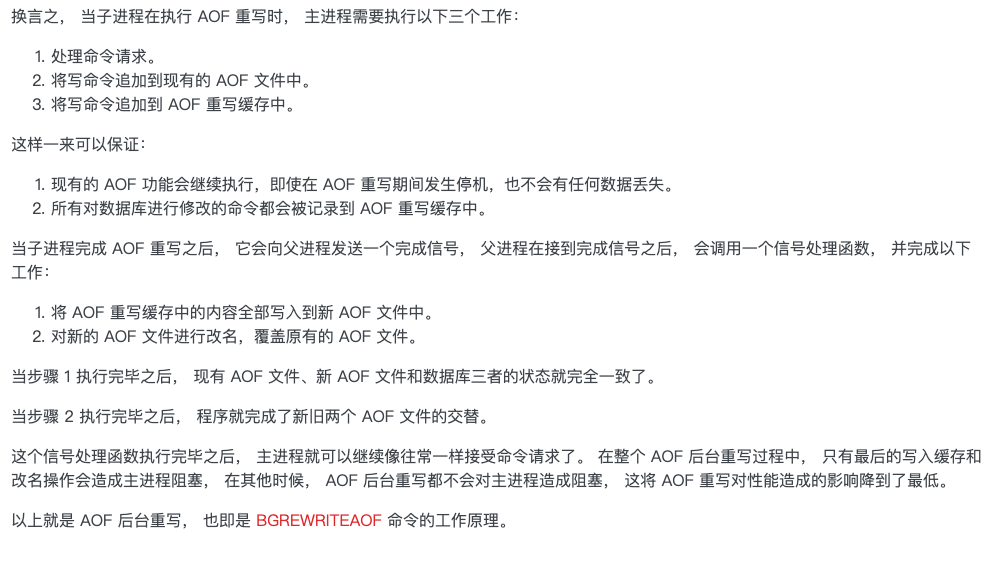 换言之， 当子进程在执行 AOF 重写时， 主进程需要执行以下三个工作：
1. 处理命令请求。
2. 将写命令追加到现有的 AOF 文件中。
3. 将写命令追加到 AOF 重写缓存中。
这样一来可以保证：
1. 现有的 AOF 功能会继续执行，即使在 AOF 重写期间发生停机，也不会有任何数据丢失。
2. 所有对数据库进行修改的命令都会被记录到 AOF 重写缓存中。
当子进程完成 AOF 重写之后， 它会向父进程发送一个完成信号， 父进程在接到完成信号之后， 会调用一个信号处理函数， 并完成以下
工作：
1. 将 AOF 重写缓存中的内容全部写入到新 AOF 文件中。
2. 对新的 AOF 文件进行改名，覆盖原有的 AOF 文件。
当步骤 1 执行完毕之后， 现有 AOF 文件、新 AOF 文件和数据库三者的状态就完全一致了。
当步骤 2 执行完毕之后， 程序就完成了新旧两个 AOF 文件的交替。
这个信号处理函数执行完毕之后， 主进程就可以继续像往常一样接受命令请求了。 在整个 AOF 后台重写过程中， 只有最后的写入缓存和
改名操作会造成主进程阻塞， 在其他时候， AOF 后台重写都不会对主进程造成阻塞， 这将 AOF 重写对性能造成的影响降到了最低。
以上就是 AOF 后台重写， 也即是 BGREWRITEAOF 命令的工作原理。